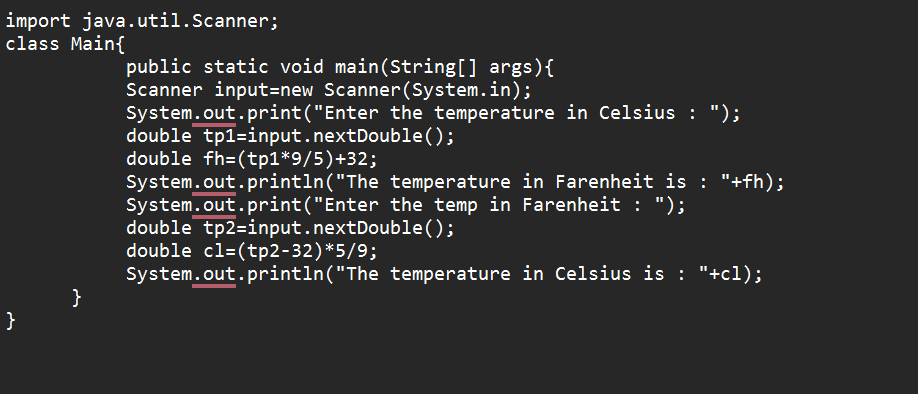 import java.util.Scanner;
class Main{
public static void main(String[] args){
Scanner input=new Scanner(System.in);
System.out.print("Enter the temperature in Celsius : ");
double tp1=input.nextDouble();
double fh=(tp1*9/5)+32;
System.out.println("The temperature in Farenheit is : "+fh);
System.out.print("Enter the temp in Farenheit : ");
double tp2=input.nextDouble();
double cl=(tp2-32)*5/9;
System.out.println("The temperature in Celsius is : "+cl);
}
}